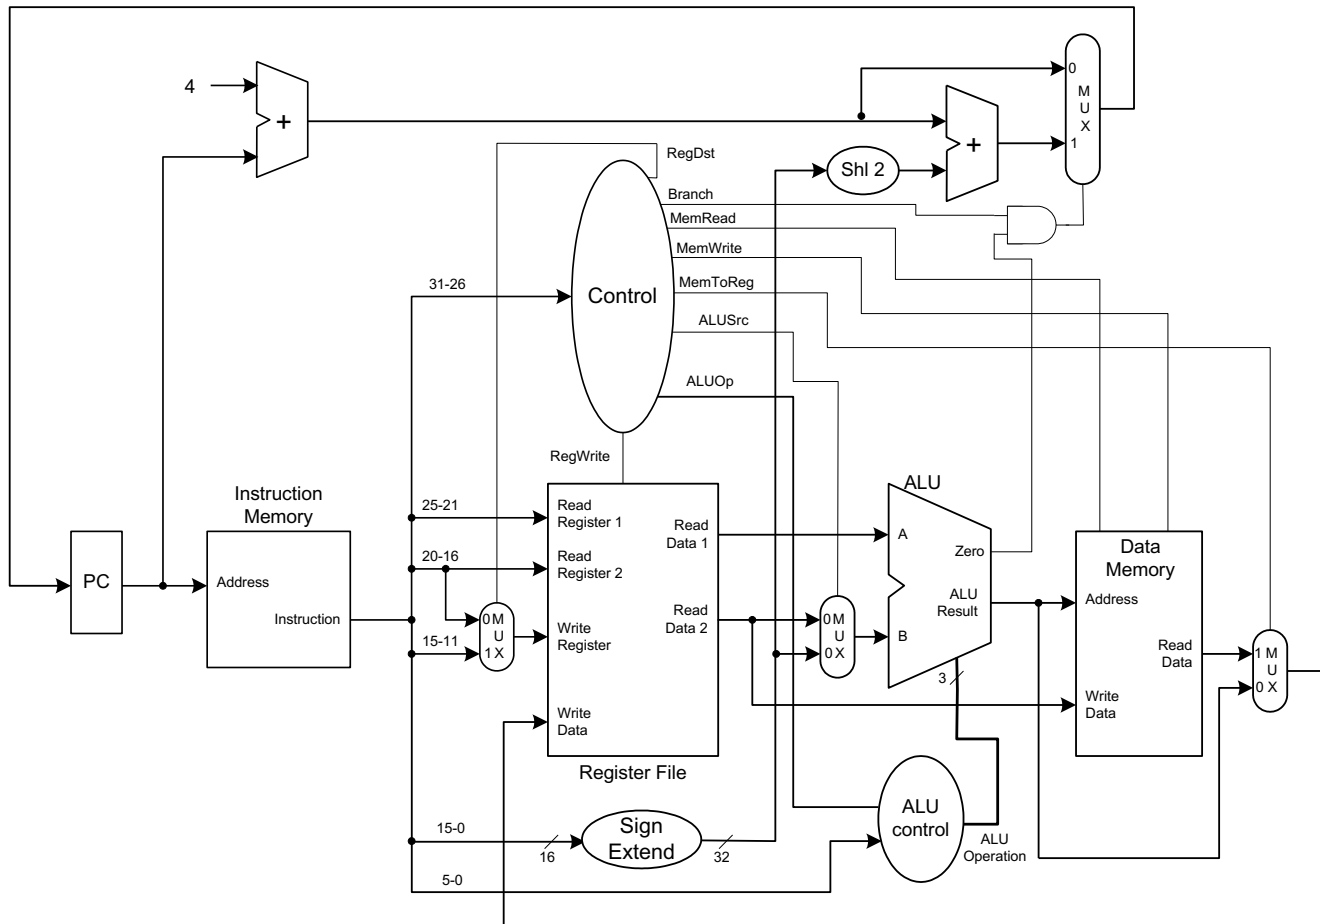 4
+
0
M
U
X
1
+
Shl 2
RegDst
Branch
MemRead
MemWrite
MemToReg
ALUSrc
ALUOp
Control
31-26
RegWrite
Instruction
Memory
PC
Address
Instruction
25-21
20-16
15-11
0 M
U
1 X
Read
Register 1
Read
Register 2
Write
Register
Write
Data
Read
Data 1
Read
Data 2
Register File
0 M
U
0 X
ALU
A
B
Zero
ALU
Result
3
Data
Memory
Address
Read
Data
Write
Data
1 M
U
0 X
15-0
16
Sign
Extend
32
ALU
control
ALU
Operation
5-0